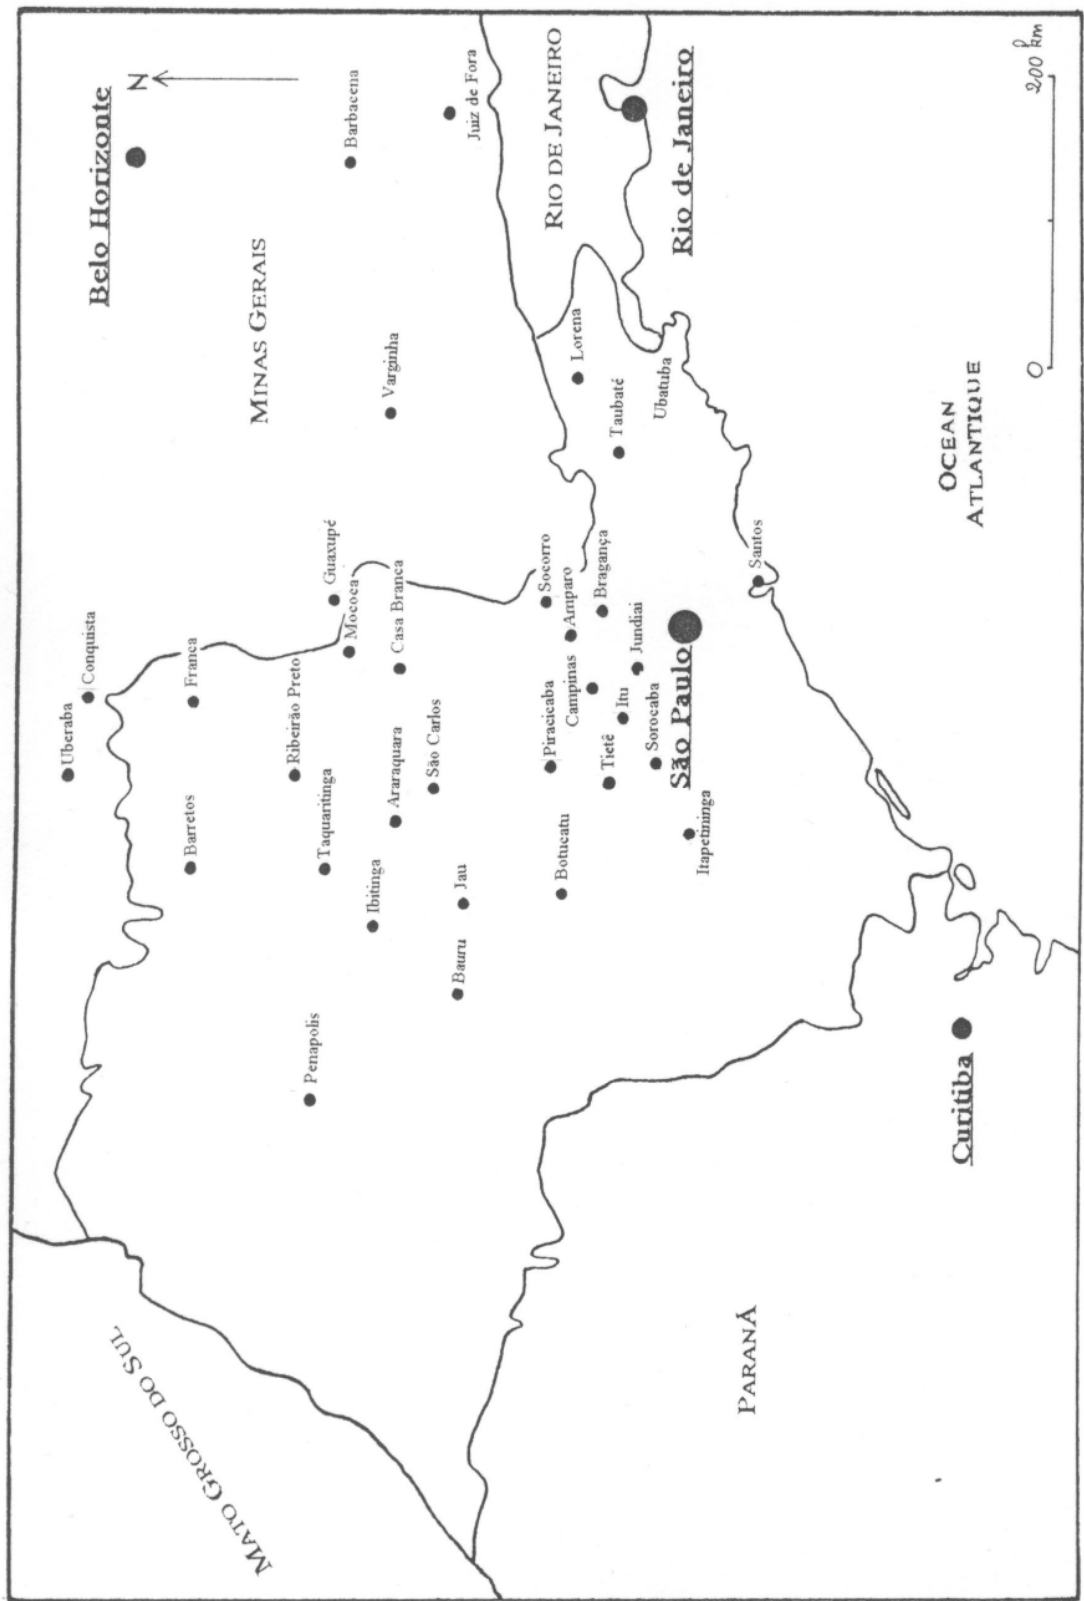 MATO GROSSO DO SUL
Uberaba
Conquista
Belo Horizonte
N
Barretos
Franca
MINAS GERAIS
Penapolis
Taquaritinga
Ribeirão Preto
Guaxupé
Mococa
Barbacena
Ibitinga
Araraquara
Casa Branca
Varginha
Bauru
Jau
São Carlos
Juiz de Fora
Botucatu
Piracicaba
Socorro
Amparo
Campinas
Bragança
Lorena
RIO DE JANEIRO
Tietê
Itu
Jundiai
Taubaté
Sorocaba
São Paulo
Itapetininga
Ubatuba
Rio de Janeiro
PARANÁ
Santos
Curitiba
OCEAN
ATLANTIQUE
0
200 km